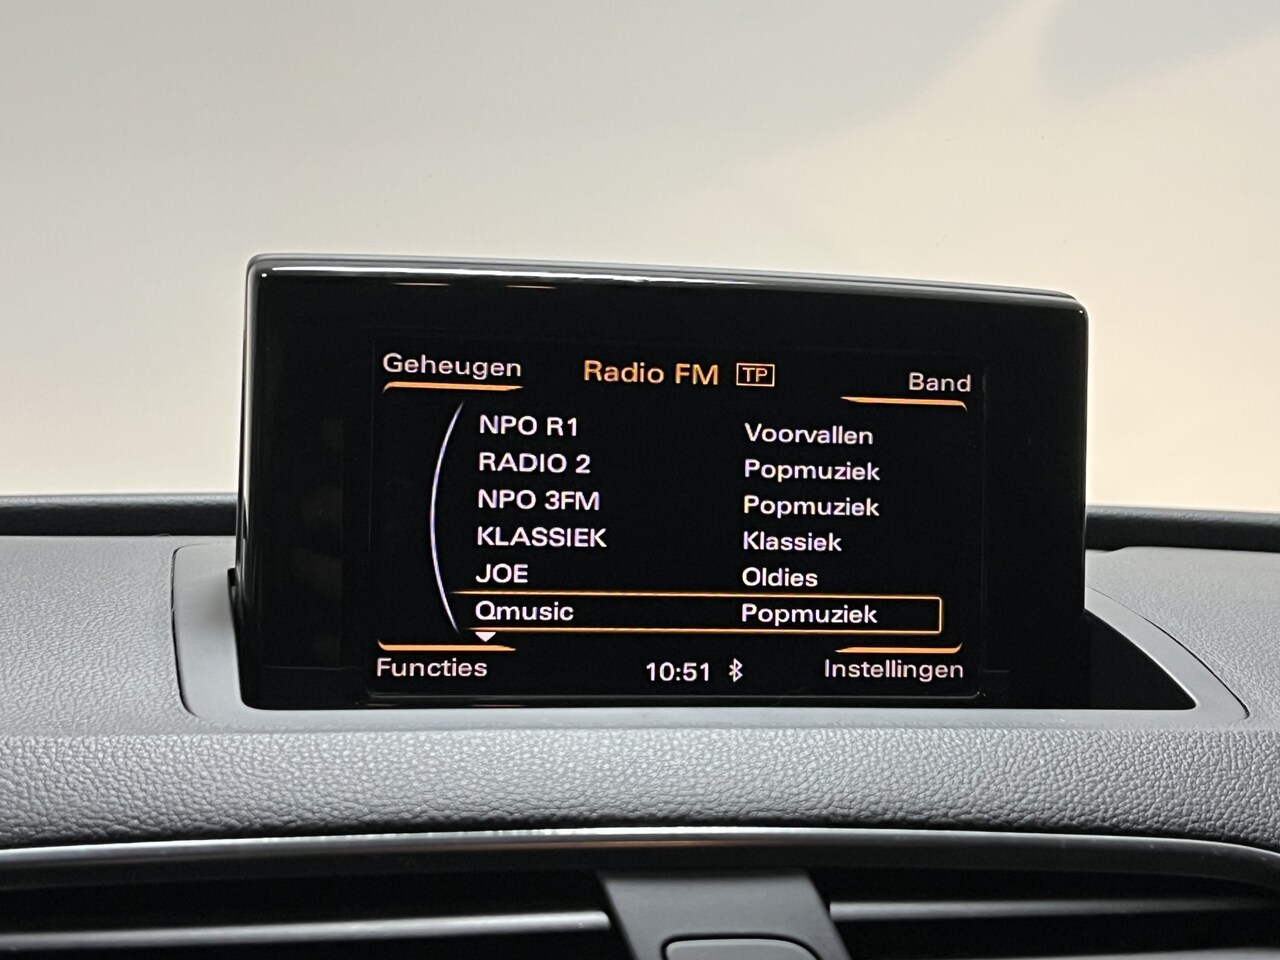 Geheugen Radio FM TP Band
NPO R1 Voorvallen
RADIO 2 Popmuziek
NPO 3FM Popmuziek
KLASSIEK Klassiek
JOE Oldies
Qmusic Popmuziek
Functies 10:51 Instellingen